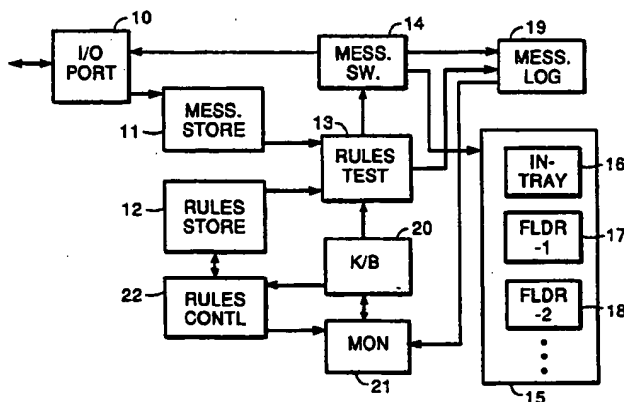 10
I/O
PORT
14
MESS.
SW.
19
MESS.
LOG
11
MESS.
STORE
13
RULES
TEST
12
RULES
STORE
20
K/B
22
RULES
CONTL
MON
21
IN-
TRAY
16
FLDR
-1
17
FLDR
-2
18
15